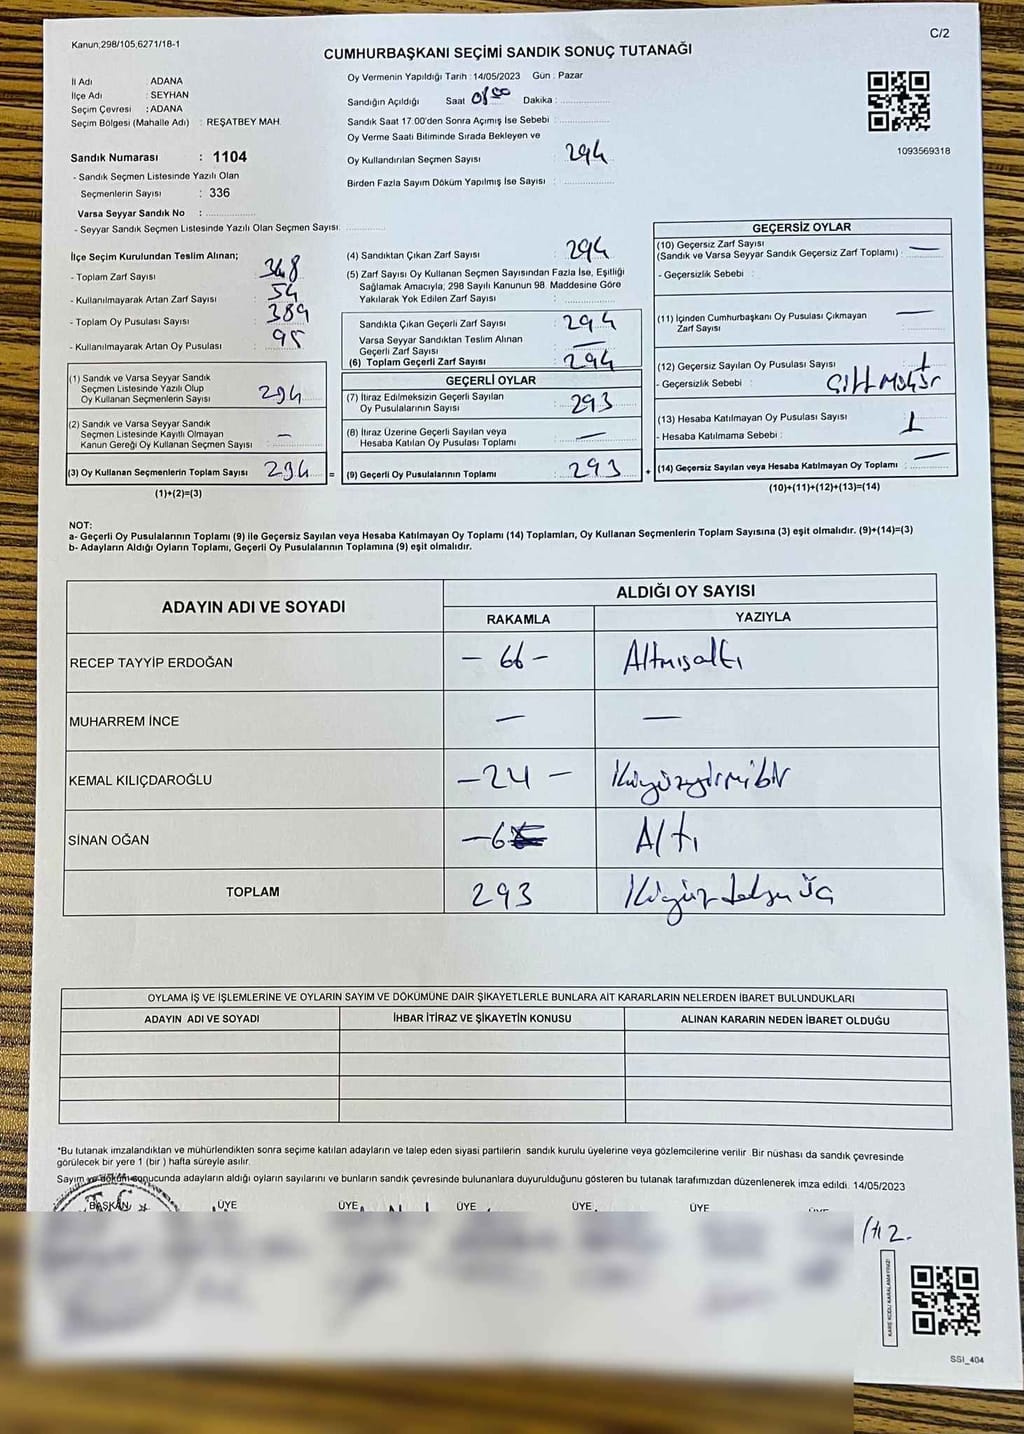 Kanun,298/105,6271/18-1
C/2
CUMHURBAŞKANI SEÇİMİ SANDIK SONUÇ TUTANAĞI
İl Adı ADANA
İlçe Adı : SEYHAN
Seçim Çevresi : ADANA
Seçim Bölgesi (Mahalle Adı) : REŞATBEY MAH.
Sandık Numarası : 1104
- Sandık Seçmen Listesinde Yazılı Olan
Seçmenlerin Sayısı : 336
Varsa Seyyar Sandık No :
- Seyyar Sandık Seçmen Listesinde Yazılı Olan Seçmen Sayısı:
Oy Vermenin Yapıldığı Tarih : 14/05/2023 Gün : Pazar
Sandığın Açıldığı Saat 08 00 Dakika :
Sandık Saat 17.00'den Sonra Açımış İse Sebebi :
Oy Verme Saati Bitiminde Sırada Bekleyen ve
Oy Kullandırılan Seçmen Sayısı : 294
Birden Fazla Sayım Döküm Yapılmış İse Sayısı :
1093569318
İlçe Seçim Kurulundan Teslim Alınan;
- Toplam Zarf Sayısı : 348
- Kullanılmayarak Artan Zarf Sayısı : 54
- Toplam Oy Pusulası Sayısı : 389
- Kullanılmayarak Artan Oy Pusulası : 95
(1) Sandık ve Varsa Seyyar Sandık
Seçmen Listesinde Yazılı Olup
Oy Kullanan Seçmenlerin Sayısı : 294
(2) Sandık ve Varsa Seyyar Sandık
Seçmen Listesinde Kayıtlı Olmayan
Kanun Gereği Oy Kullanan Seçmen Sayısı : —
(3) Oy Kullanan Seçmenlerin Toplam Sayısı : 294
(1)+(2)=(3)
(4) Sandıktan Çıkan Zarf Sayısı : 294
(5) Zarf Sayısı Oy Kullanan Seçmen Sayısından Fazla İse, Eşitliği
Sağlamak Amacıyla; 298 Sayılı Kanunun 98. Maddesine Göre
Yakılarak Yok Edilen Zarf Sayısı :
Sandıkta Çıkan Geçerli Zarf Sayısı : 294
Varsa Seyyar Sandıktan Teslim Alınan
Geçerli Zarf Sayısı : —
(6) Toplam Geçerli Zarf Sayısı : 294
GEÇERLİ OYLAR
(7) İtiraz Edilmeksizin Geçerli Sayılan
Oy Pusulalarının Sayısı : 293
(8) İtiraz Üzerine Geçerli Sayılan veya
Hesaba Katılan Oy Pusulası Toplamı : —
= (9) Geçerli Oy Pusulalarının Toplamı : 293 +
GEÇERSİZ OYLAR
(10) Geçersiz Zarf Sayısı
(Sandık ve Varsa Seyyar Sandık Geçersiz Zarf Toplamı) : —
- Geçersizlik Sebebi :
(11) İçinden Cumhurbaşkanı Oy Pusulası Çıkmayan
Zarf Sayısı : —
(12) Geçersiz Sayılan Oy Pusulası Sayısı : 1
- Geçersizlik Sebebi : Çift Mühür
(13) Hesaba Katılmayan Oy Pusulası Sayısı : 1
- Hesaba Katılmama Sebebi :
(14) Geçersiz Sayılan veya Hesaba Katılmayan Oy Toplamı : —
(10)+(11)+(12)+(13)=(14)
NOT:
a- Geçerli Oy Pusulalarının Toplamı (9) ile Geçersiz Sayılan veya Hesaba Katılmayan Oy Toplamı (14) Toplamları, Oy Kullanan Seçmenlerin Toplam Sayısına (3) eşit olmalıdır. (9)+(14)=(3)
b- Adayların Aldığı Oyların Toplamı, Geçerli Oy Pusulalarının Toplamına (9) eşit olmalıdır.
ADAYIN ADI VE SOYADI
ALDIĞI OY SAYISI
RAKAMLA YAZIYLA
RECEP TAYYİP ERDOĞAN - 66 - Altmışaltı
MUHARREM İNCE — —
KEMAL KILIÇDAROĞLU - 24 - İkiyüzyirmibir
SİNAN OĞAN - 6 Altı
TOPLAM 293 İkiyüz üç
OYLAMA İŞ VE İŞLEMLERİNE VE OYLARIN SAYIM VE DÖKÜMÜNE DAİR ŞİKAYETLERLE BUNLARA AİT KARARLARIN NELERDEN İBARET BULUNDUKLARI
ADAYIN ADI VE SOYADI İHBAR İTİRAZ VE ŞİKAYETİN KONUSU ALINAN KARARIN NEDEN İBARET OLDUĞU
*Bu tutanak imzalandıktan ve mühürlendikten sonra seçime katılan adayların ve talep eden siyasi partilerin sandık kurulu üyelerine veya gözlemcilerine verilir. Bir nüshası da sandık çevresinde
görülecek bir yere 1 (bir ) hafta süreyle asılır.
Sayım ve döküm sonucunda adayların aldığı oyların sayılarını ve bunların sandık çevresinde bulunanlara duyurulduğunu gösteren bu tutanak tarafımızdan düzenlenerek imza edildi. 14/05/2023
T.C.
BAŞKAN ÜYE ÜYE ÜYE ÜYE ÜYE ÜYE
KARE KODU KARALAMAYINIZ!
SSI_404